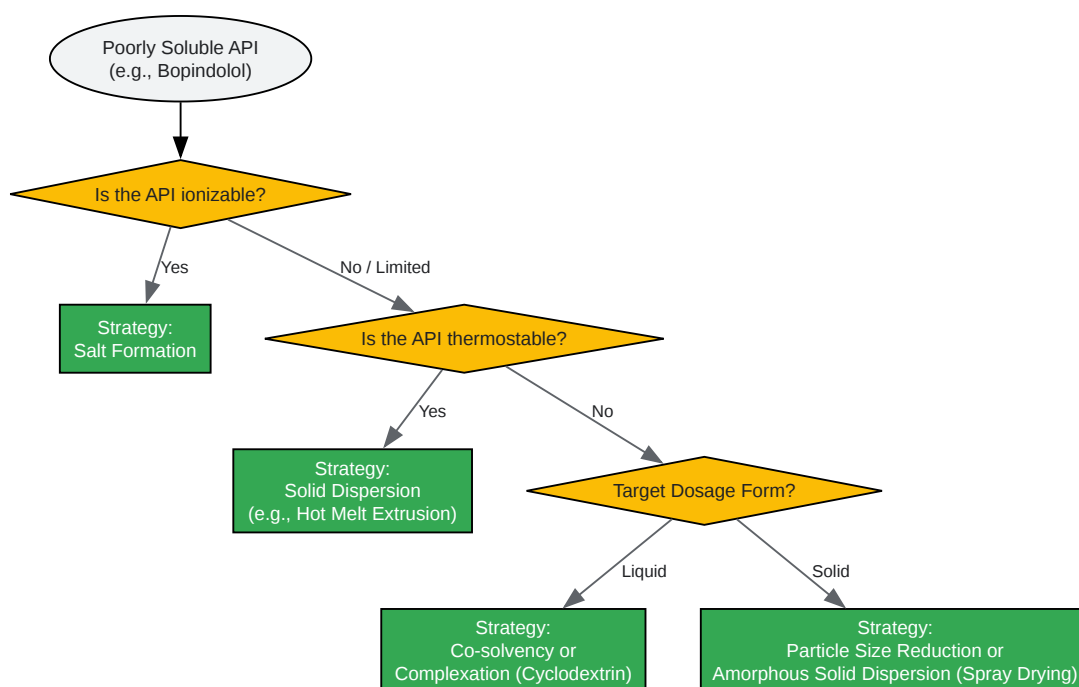 Poorly Soluble API
(e.g., Bopindolol)
Is the API ionizable?
Yes
No / Limited
Strategy:
Salt Formation
Is the API thermostable?
Yes
No
Strategy:
Solid Dispersion
(e.g., Hot Melt Extrusion)
Target Dosage Form?
Liquid
Solid
Strategy:
Co-solvency or
Complexation (Cyclodextrin)
Strategy:
Particle Size Reduction or
Amorphous Solid Dispersion (Spray Drying)